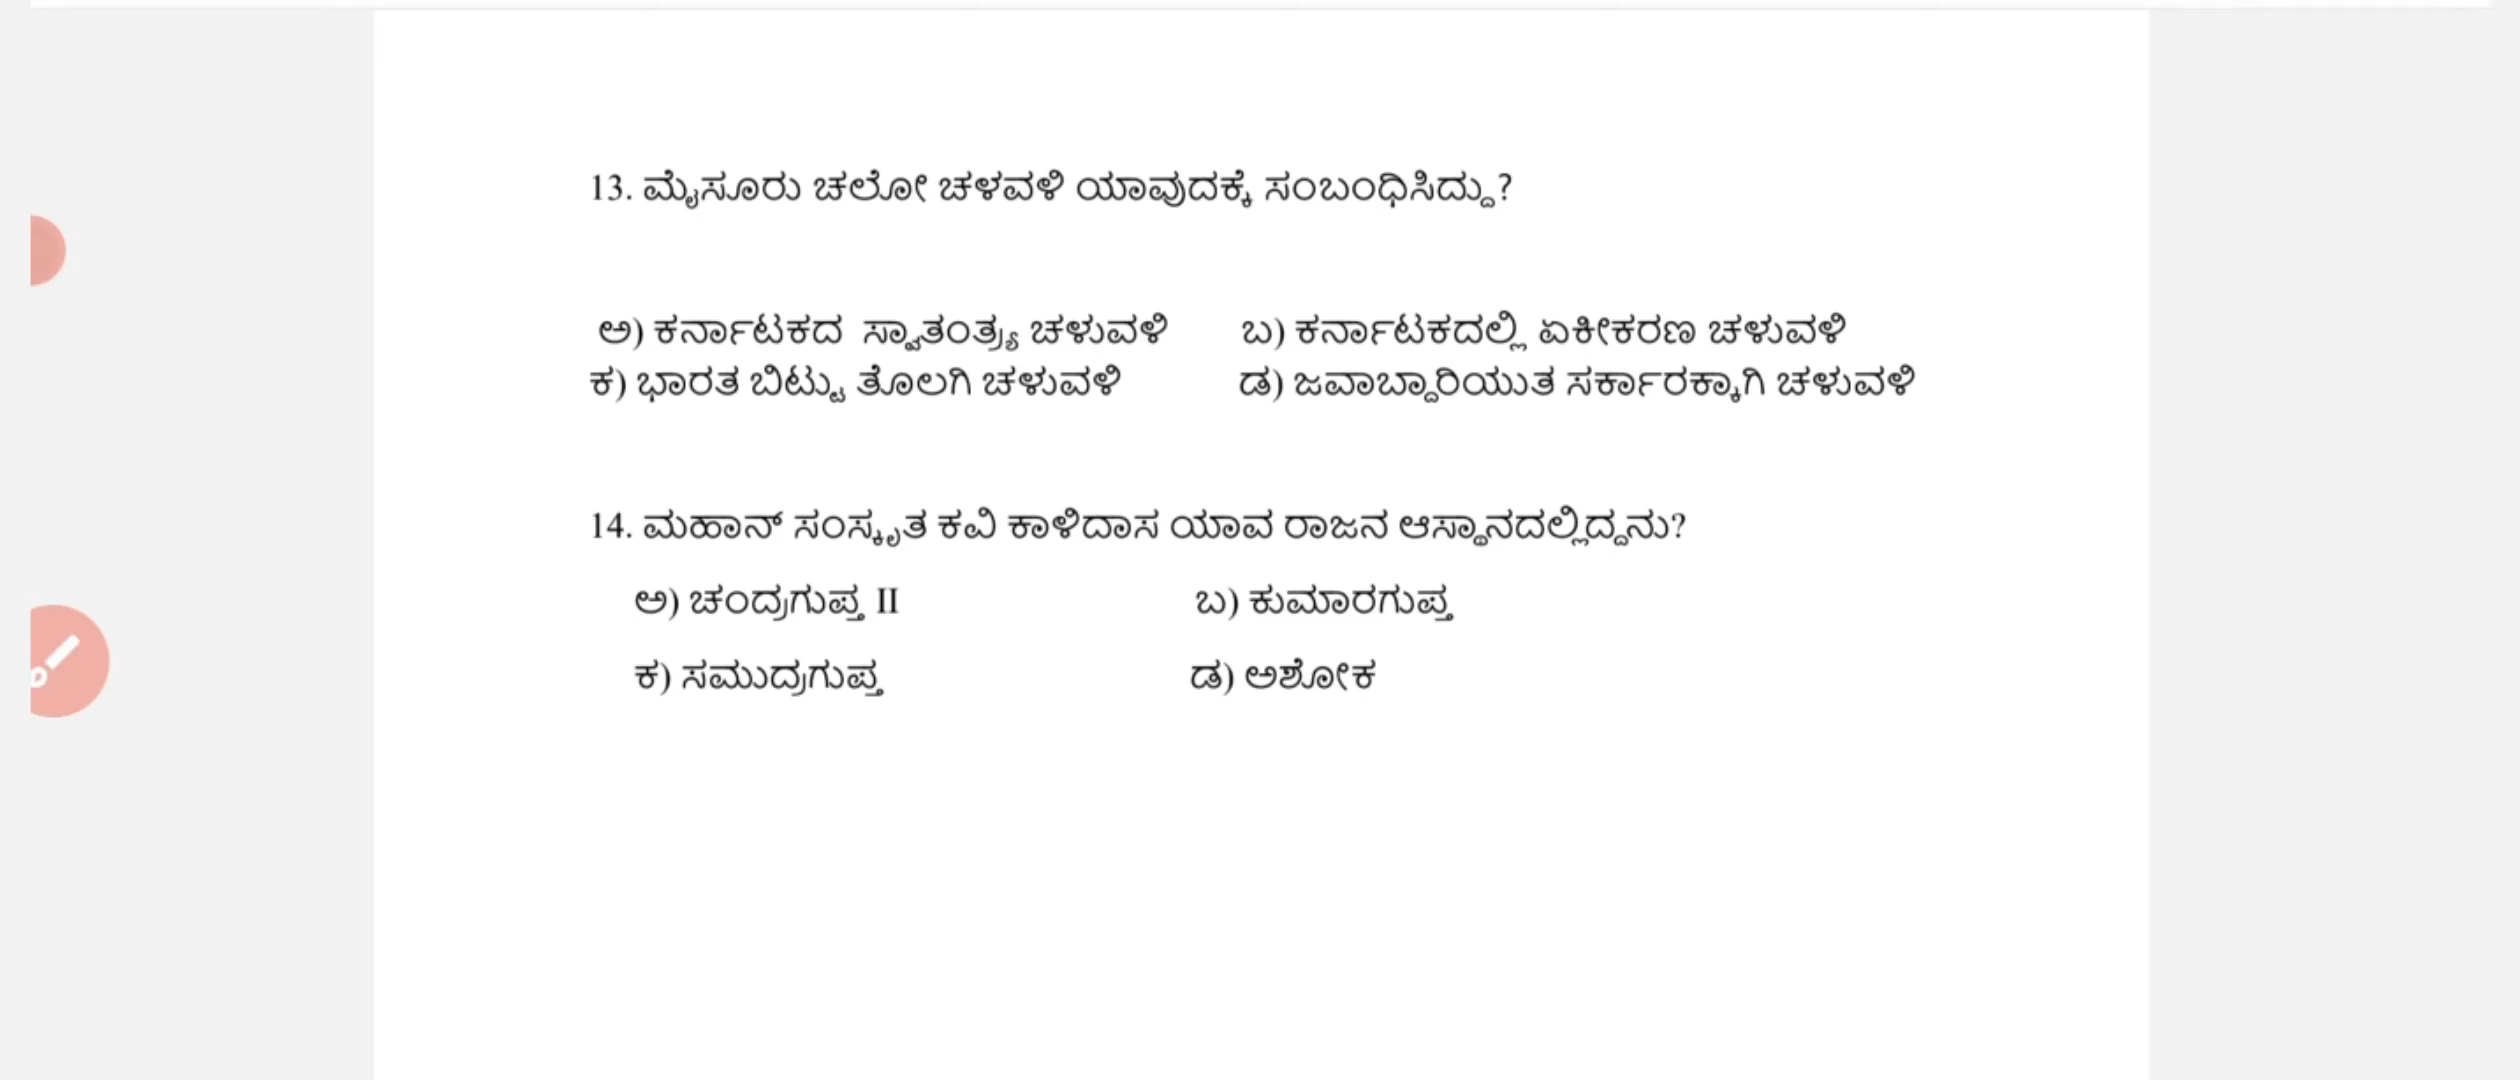 13. ಮೈಸೂರು ಚಲೋ ಚಳವಳಿ ಯಾವುದಕ್ಕೆ ಸಂಬಂಧಿಸಿದ್ದು?
ಅ) ಕರ್ನಾಟಕದ ಸ್ವಾತಂತ್ರ್ಯ ಚಳುವಳಿ ಬ) ಕರ್ನಾಟಕದಲ್ಲಿ ಏಕೀಕರಣ ಚಳುವಳಿ
ಕ) ಭಾರತ ಬಿಟ್ಟು ತೊಲಗಿ ಚಳುವಳಿ ಡ) ಜವಾಬ್ದಾರಿಯುತ ಸರ್ಕಾರಕ್ಕಾಗಿ ಚಳುವಳಿ
14. ಮಹಾನ್ ಸಂಸ್ಕೃತ ಕವಿ ಕಾಳಿದಾಸ ಯಾವ ರಾಜನ ಆಸ್ಥಾನದಲ್ಲಿದ್ದನು?
ಅ) ಚಂದ್ರಗುಪ್ತ II ಬ) ಕುಮಾರಗುಪ್ತ
ಕ) ಸಮುದ್ರಗುಪ್ತ ಡ) ಅಶೋಕ